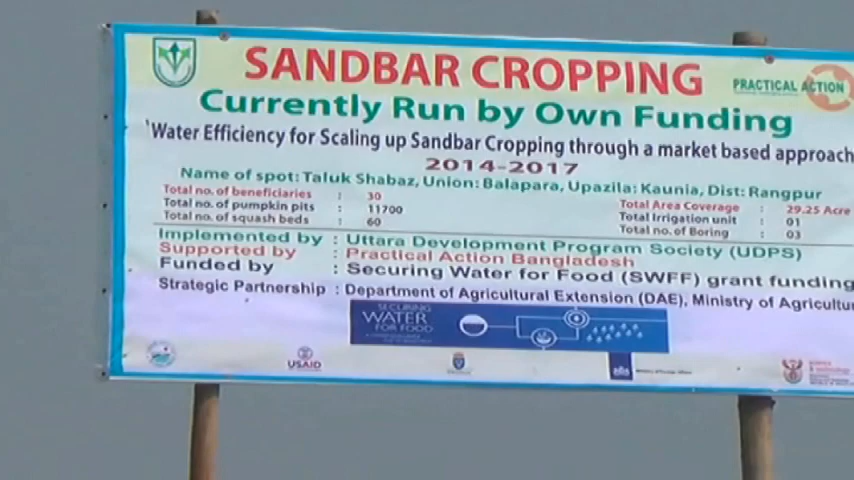 SANDBAR CROPPING
PRACTICAL ACTION
Currently Run by Own Funding
'Water Efficiency for Scaling up Sandbar Cropping through a market based approach
2014-2017
Name of spot: Taluk Shabaz, Union: Balapara, Upazila: Kaunia, Dist: Rangpur
Total no. of beneficiaries : 30
Total no. of pumpkin pits : 11700
Total no. of squash beds : 60
Total Area Coverage : 29.25 Acre
Total Irrigation unit : 01
Total no. of Boring : 03
Implemented by : Uttara Development Program Society (UDPS)
Supported by : Practical Action Bangladesh
Funded by : Securing Water for Food (SWFF) grant funding
Strategic Partnership : Department of Agricultural Extension (DAE), Ministry of Agricultur
SECURING
WATER
FOR FOOD
USAID